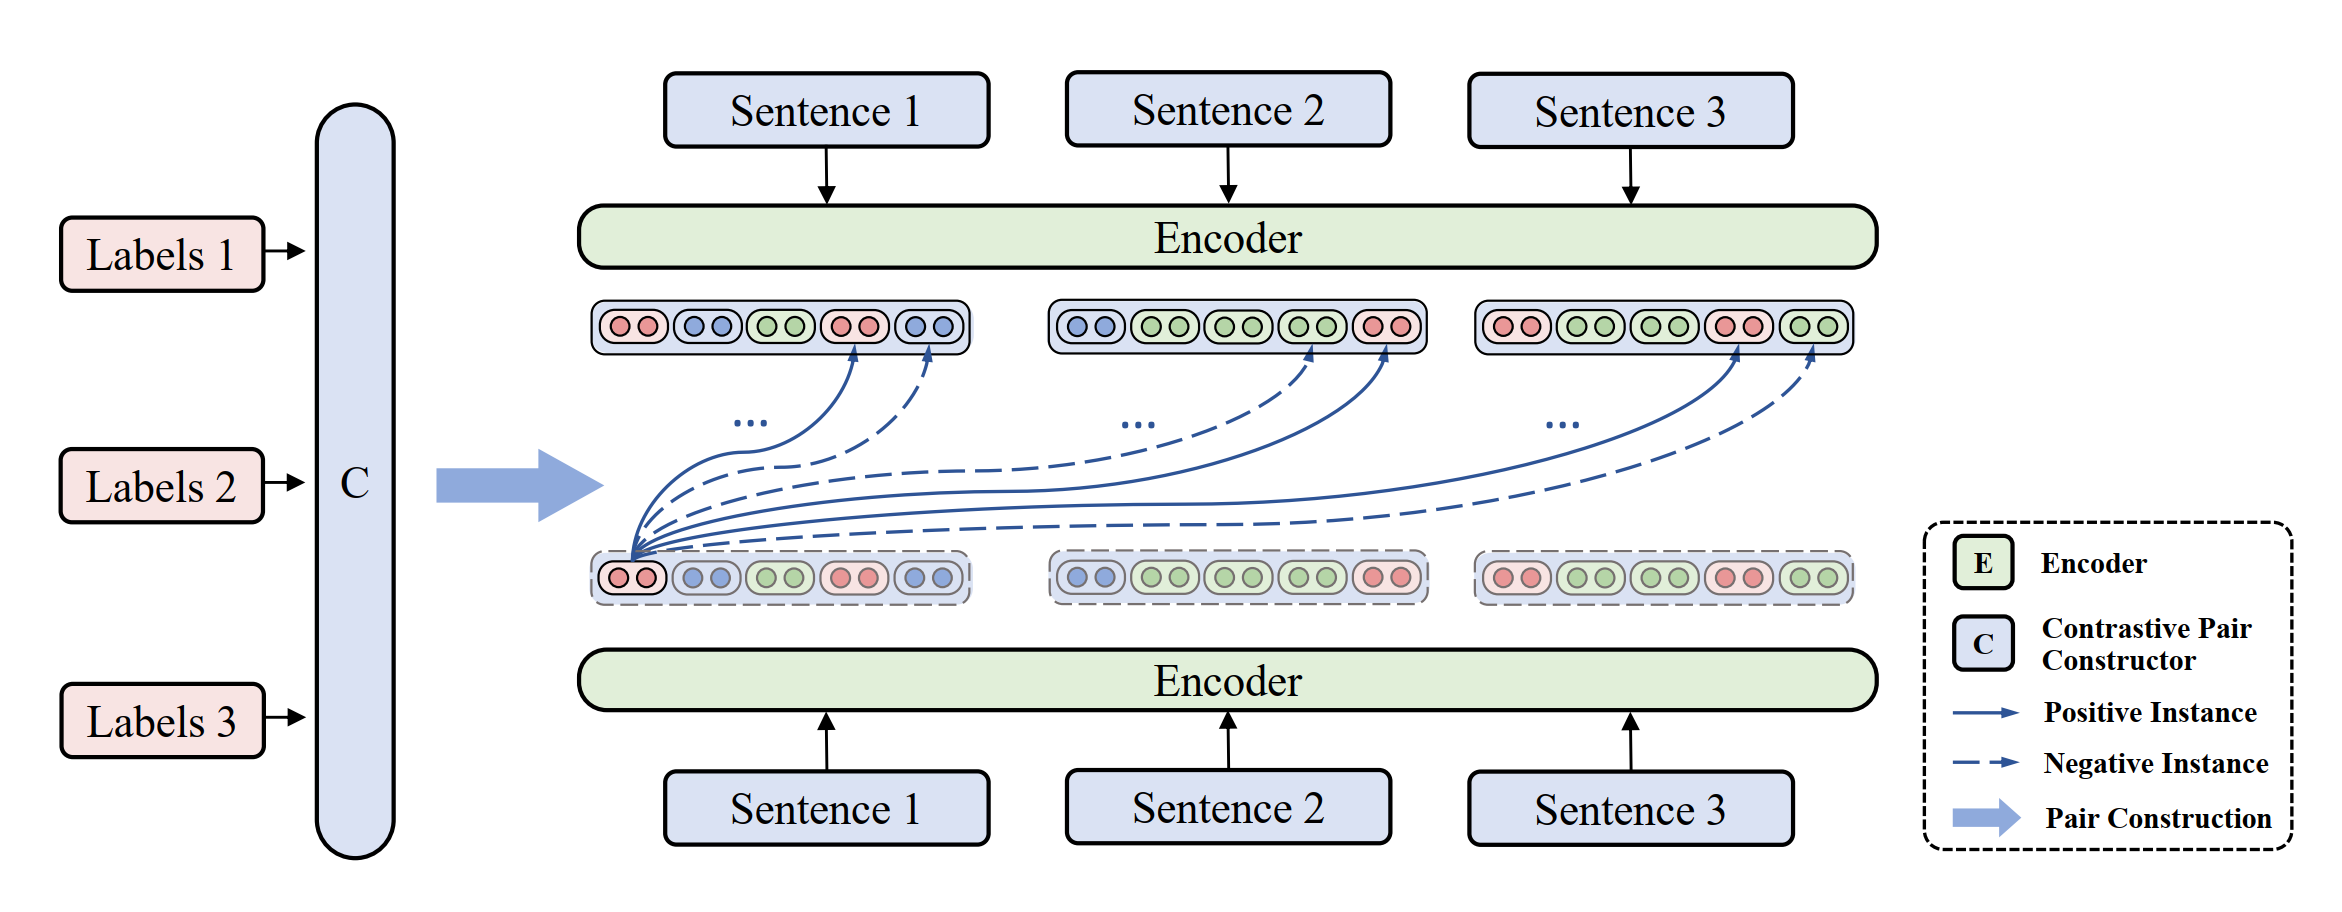 Sentence 1
Sentence 2
Sentence 3
Encoder
Labels 1
Labels 2
Labels 3
C
...
...
...
Encoder
Sentence 1
Sentence 2
Sentence 3
E Encoder
C Contrastive Pair
Constructor
Positive Instance
Negative Instance
Pair Construction